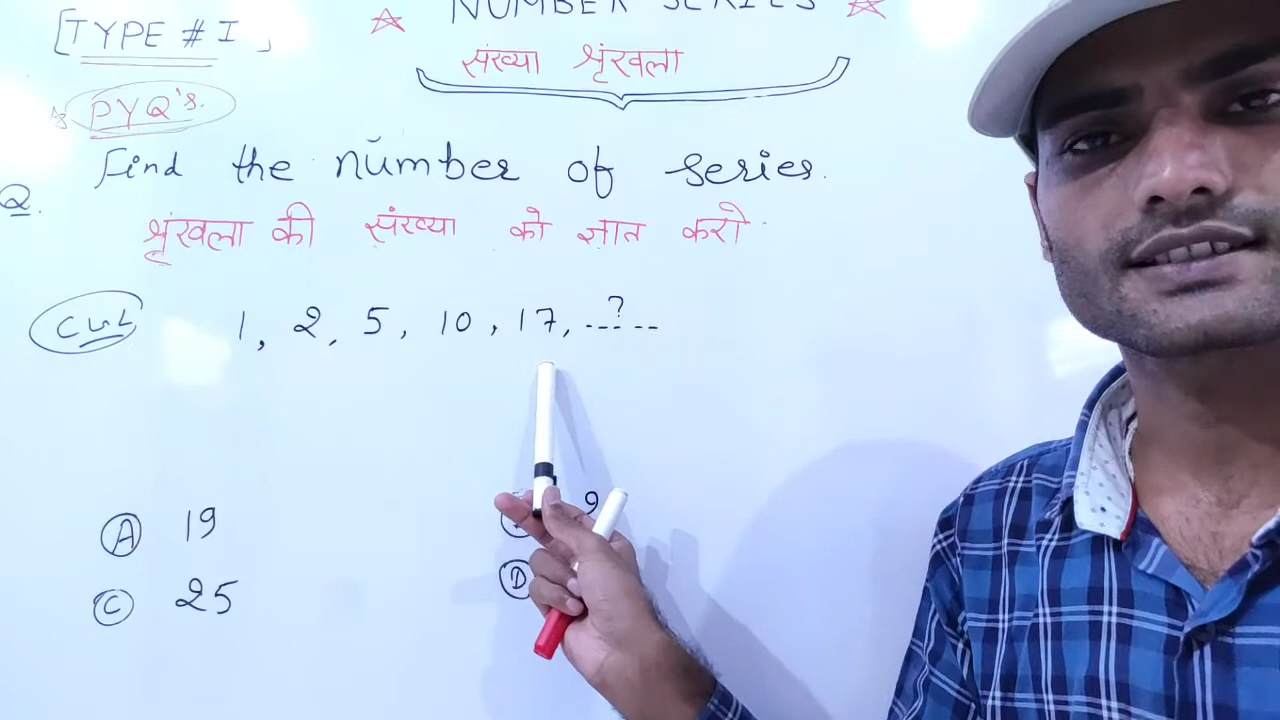 [TYPE # I]
☆ NUMBER SERIES ☆
संख्या श्रृंखला
PYQ's.
Q. Find the number of series.
श्रृंखला की संख्या को ज्ञात करो
1, 2, 5, 10, 17, --?--
A 19
9
C 25
D